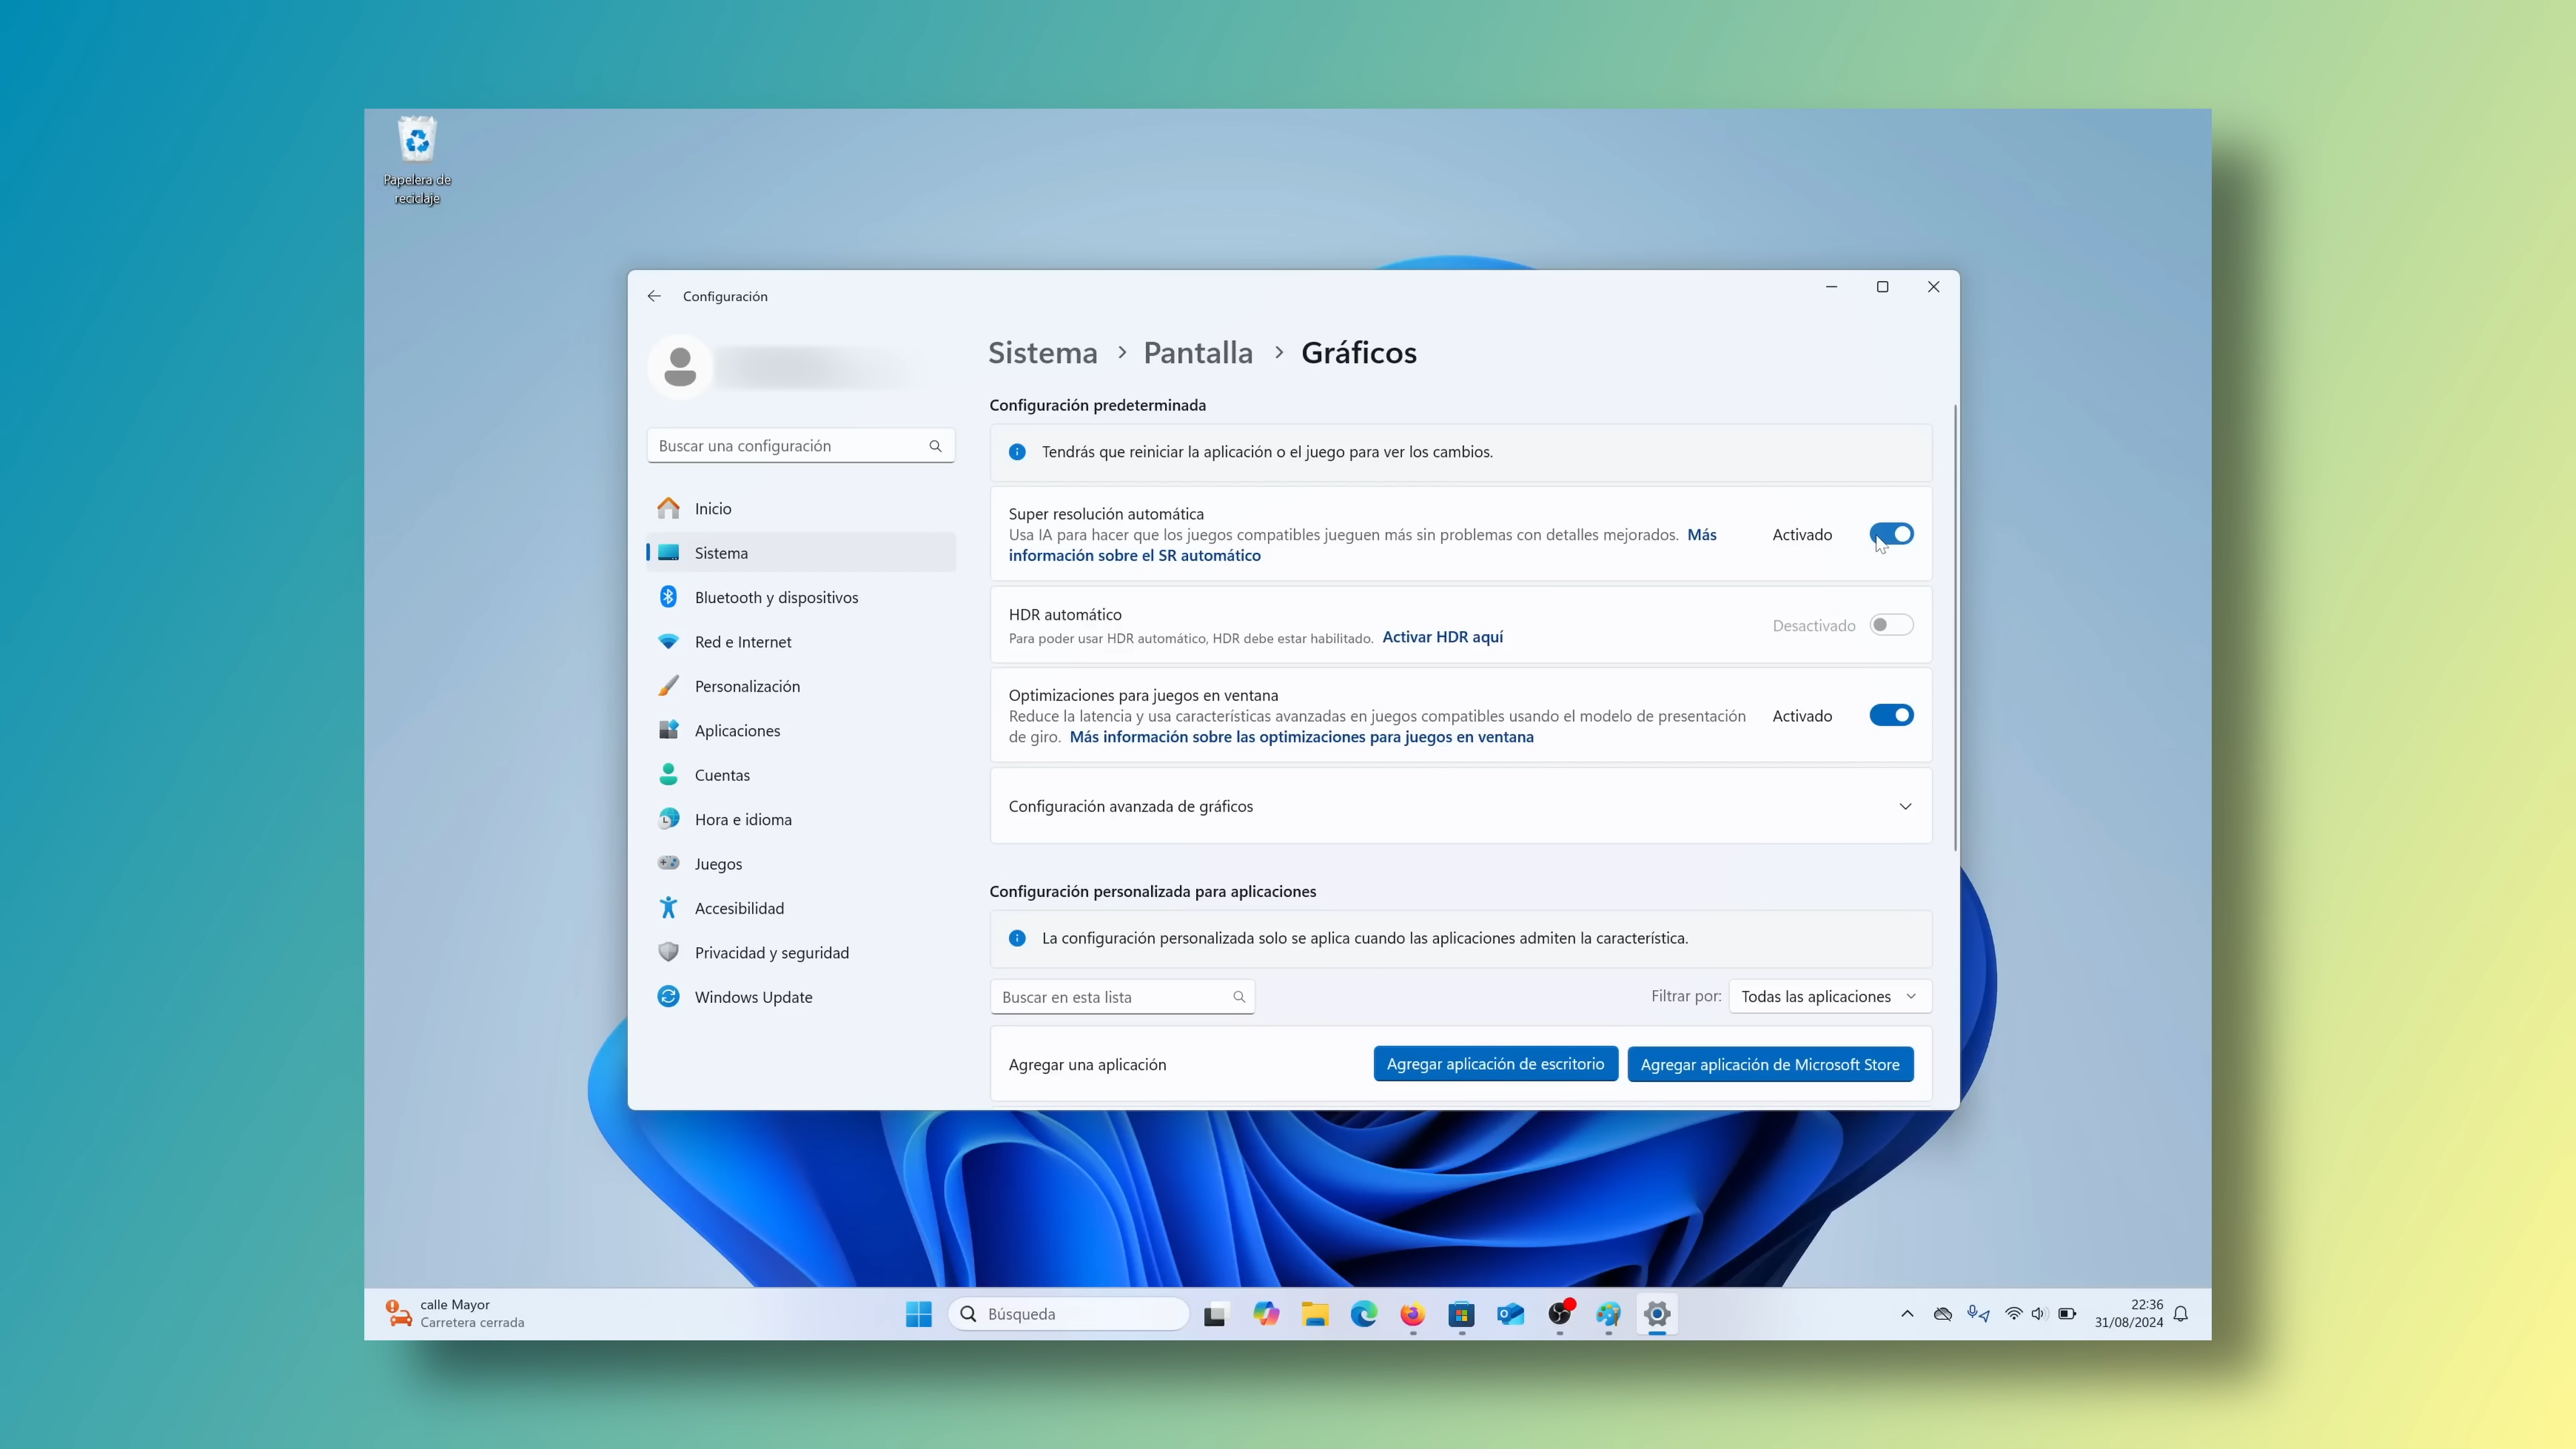 Papelera de
reciclaje
Configuración
Sistema > Pantalla > Gráficos
Buscar una configuración
Inicio
Sistema
Bluetooth y dispositivos
Red e Internet
Personalización
Aplicaciones
Cuentas
Hora e idioma
Juegos
Accesibilidad
Privacidad y seguridad
Windows Update
Configuración predeterminada
Tendrás que reiniciar la aplicación o el juego para ver los cambios.
Super resolución automática
Usa IA para hacer que los juegos compatibles jueguen más sin problemas con detalles mejorados. Más
información sobre el SR automático
Activado
HDR automático
Para poder usar HDR automático, HDR debe estar habilitado. Activar HDR aquí
Desactivado
Optimizaciones para juegos en ventana
Reduce la latencia y usa características avanzadas en juegos compatibles usando el modelo de presentación
de giro. Más información sobre las optimizaciones para juegos en ventana
Activado
Configuración avanzada de gráficos
Configuración personalizada para aplicaciones
La configuración personalizada solo se aplica cuando las aplicaciones admiten la característica.
Buscar en esta lista
Filtrar por: Todas las aplicaciones
Agregar una aplicación
Agregar aplicación de escritorio
Agregar aplicación de Microsoft Store
calle Mayor
Carretera cerrada
Búsqueda
22:36
31/08/2024